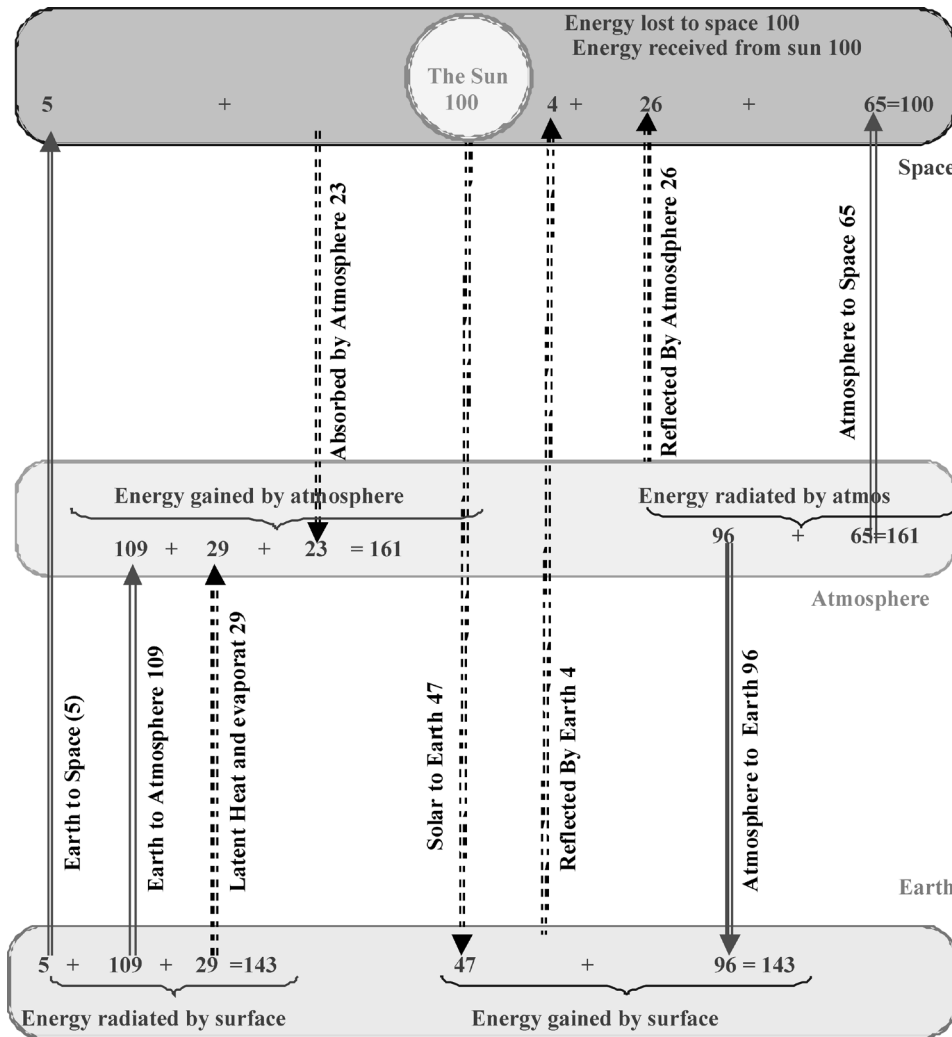 Energy lost to space 100
Energy received from sun 100
The Sun
100
5 + 4 + 26 + 65=100
Space
Absorbed by Atmosphere 23
Reflected By Atmosdphere 26
Atmosphere to Space 65
Energy gained by atmosphere
Energy radiated by atmos
109 + 29 + 23 = 161
96 + 65=161
Atmosphere
Earth to Space (5)
Earth to Atmosphere 109
Latent Heat and evaporat 29
Solar to Earth 47
Reflected By Earth 4
Atmosphere to Earth 96
Earth
5 + 109 + 29 =143
47 + 96 = 143
Energy radiated by surface
Energy gained by surface